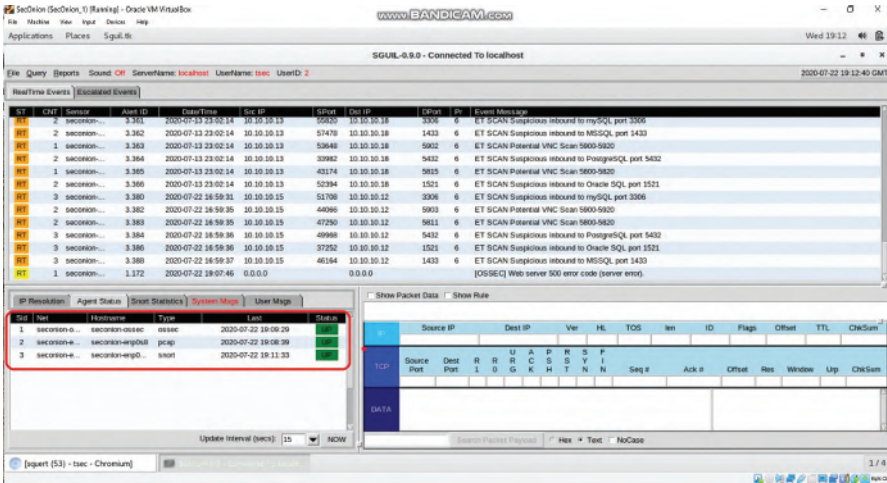 SecOnion (SecOnion_1) [Running] - Oracle VM VirtualBox
www.BANDICAM.com
File Machine View Input Devices Help
Applications Places Sguil.tk Wed 19:12
SGUIL-0.9.0 - Connected To localhost
File Query Reports Sound: Off ServerName: localhost UserName: tsec UserID: 2 2020-07-22 19:12:40 GMT
RealTime Events Escalated Events
ST CNT Sensor Alert ID Date/Time Src IP SPort Dst IP DPort Pr Event Message
RT 2 seconion-... 3.361 2020-07-13 23:02:14 10.10.10.13 55820 10.10.10.18 3306 6 ET SCAN Suspicious inbound to mySQL port 3306
RT 2 seconion-... 3.362 2020-07-13 23:02:14 10.10.10.13 57478 10.10.10.18 1433 6 ET SCAN Suspicious inbound to MSSQL port 1433
RT 1 seconion-... 3.363 2020-07-13 23:02:14 10.10.10.13 53648 10.10.10.18 5902 6 ET SCAN Potential VNC Scan 5900-5920
RT 2 seconion-... 3.364 2020-07-13 23:02:14 10.10.10.13 33982 10.10.10.18 5432 6 ET SCAN Suspicious inbound to PostgreSQL port 5432
RT 1 seconion-... 3.365 2020-07-13 23:02:14 10.10.10.13 43174 10.10.10.18 5815 6 ET SCAN Potential VNC Scan 5800-5820
RT 2 seconion-... 3.366 2020-07-13 23:02:14 10.10.10.13 52394 10.10.10.18 1521 6 ET SCAN Suspicious inbound to Oracle SQL port 1521
RT 3 seconion-... 3.380 2020-07-22 16:59:31 10.10.10.15 51708 10.10.10.12 3306 6 ET SCAN Suspicious inbound to mySQL port 3306
RT 2 seconion-... 3.382 2020-07-22 16:59:35 10.10.10.15 44066 10.10.10.12 5903 6 ET SCAN Potential VNC Scan 5900-5920
RT 2 seconion-... 3.383 2020-07-22 16:59:35 10.10.10.15 47250 10.10.10.12 5811 6 ET SCAN Potential VNC Scan 5800-5820
RT 3 seconion-... 3.384 2020-07-22 16:59:36 10.10.10.15 49968 10.10.10.12 5432 6 ET SCAN Suspicious inbound to PostgreSQL port 5432
RT 3 seconion-... 3.386 2020-07-22 16:59:36 10.10.10.15 37252 10.10.10.12 1521 6 ET SCAN Suspicious inbound to Oracle SQL port 1521
RT 3 seconion-... 3.388 2020-07-22 16:59:37 10.10.10.15 46164 10.10.10.12 1433 6 ET SCAN Suspicious inbound to MSSQL port 1433
RT 1 seconion-... 1.172 2020-07-22 19:07:46 0.0.0.0 0.0.0.0 [OSSEC] Web server 500 error code (server error).
IP Resolution Agent Status Snort Statistics System Msgs User Msgs
Sid Net Hostname Type Last Status
1 seconion-o... seconion-ossec ossec 2020-07-22 19:09:29 UP
2 seconion-e... seconion-enp0s8 pcap 2020-07-22 19:08:39 UP
3 seconion-e... seconion-enp0... snort 2020-07-22 19:11:33 UP
Update Interval (secs): 15 NOW
Show Packet Data Show Rule
IP Source IP Dest IP Ver HL TOS len ID Flags Offset TTL ChkSum
TCP Source Port Dest Port R1 R0 URG ACK PSH RST SYN FIN Seq # Ack # Offset Res Window Urp ChkSum
DATA
Search Packet Payload Hex Text NoCase
[squert (53) - tsec - Chromium] 1 / 4